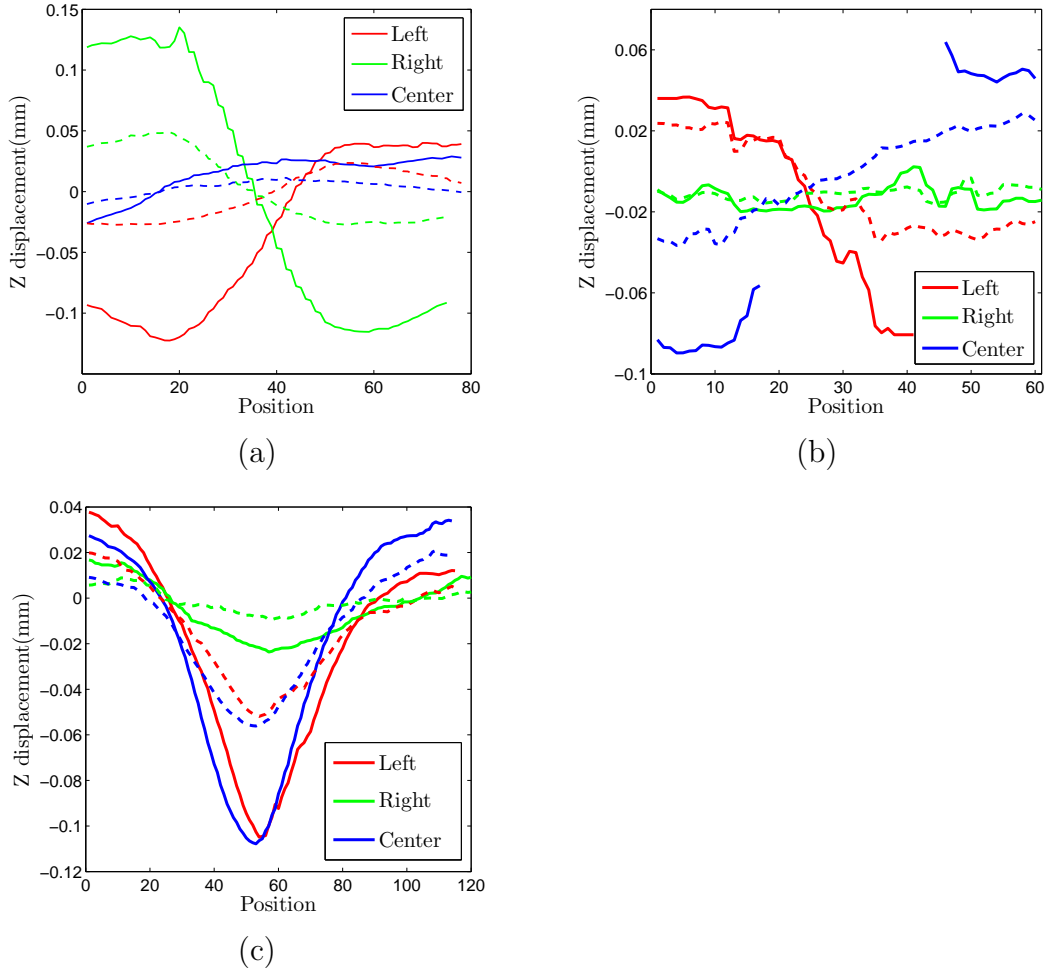 0.15
0.1
0.05
0
−0.05
−0.1
Z displacement(mm)
0 20 40 60 80
Position
Left
Right
Center
(a)
0.06
0.02
−0.02
−0.06
−0.1
Z displacement(mm)
0 10 20 30 40 50 60
Position
Left
Right
Center
(b)
0.04
0.02
0
−0.02
−0.04
−0.06
−0.08
−0.1
−0.12
Z displacement(mm)
0 20 40 60 80 100 120
Position
Left
Right
Center
(c)